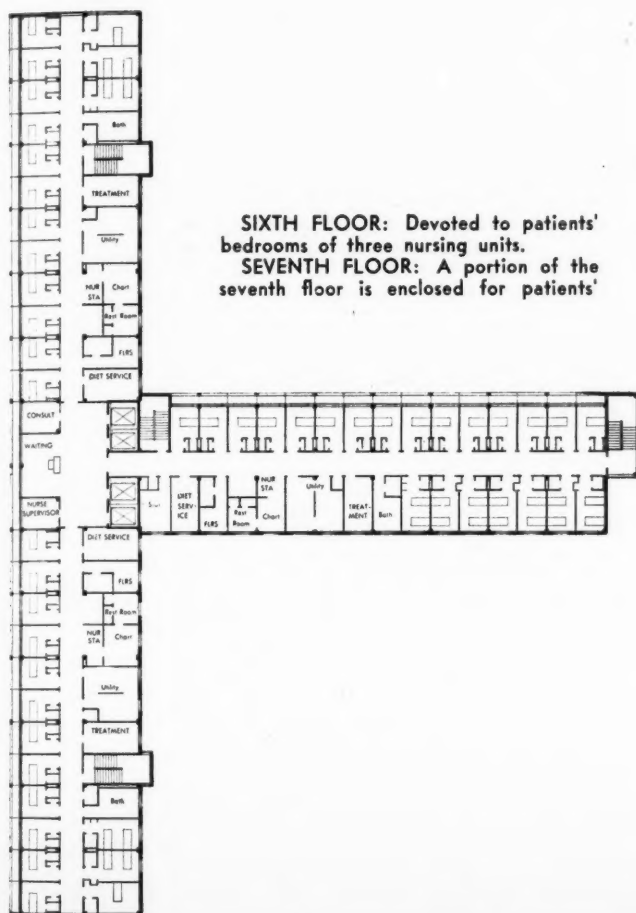 Bath
TREATMENT
SIXTH FLOOR: Devoted to patients'
bedrooms of three nursing units.
SEVENTH FLOOR: A portion of the
seventh floor is enclosed for patients'
Utility
NUR
STA
Chart
Rest Room
FLRS
DIET SERVICE
CONSULT
WAITING
NURSE
SUPERVISOR
DIET
SERV-
ICE
FLRS
Rest
Room
NUR
STA
Chart
Utility
TREAT-
MENT
Bath
DIET SERVICE
FLRS
Rest Room
NUR
STA
Chart
Utility
TREATMENT
Bath